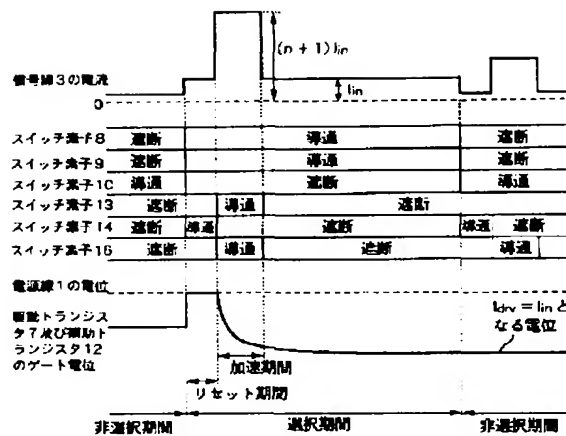 (n + 1)Iin
信号線3の電流
Iin
0
スイッチ素子8 遮断 導通 遮断
スイッチ素子9 遮断 導通 遮断
スイッチ素子10 導通 遮断 導通
スイッチ素子13 遮断 導通 遮断
スイッチ素子14 遮断 導通 遮断 導通 遮断
スイッチ素子16 遮断 導通 遮断 導通
電源線1の電位
駆動トランジス
タ7及び補助ト
ランジスタ12
のゲート電位
Idrv = Iin と
なる電位
加速期間
リセット期間
非選択期間 選択期間 非選択期間